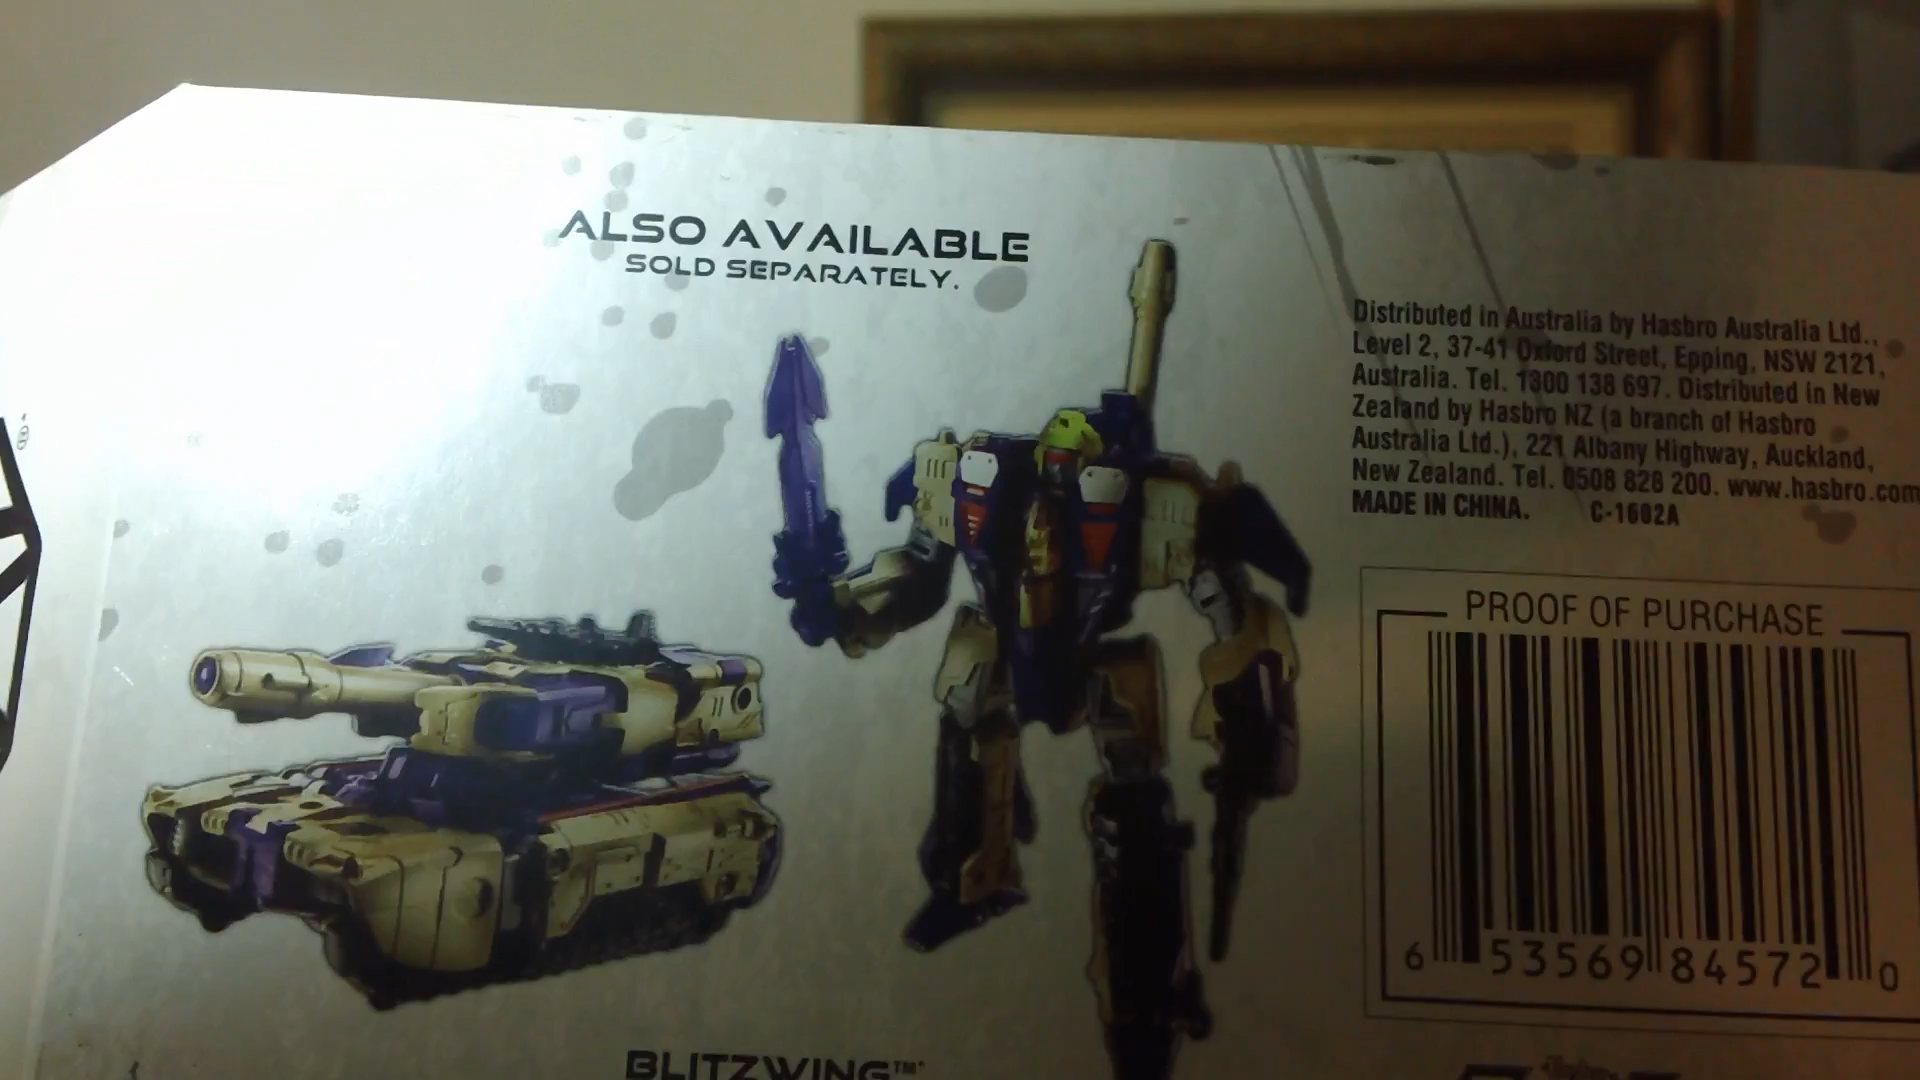 ALSO AVAILABLE
SOLD SEPARATELY.
Distributed in Australia by Hasbro Australia Ltd.,
Level 2, 37-41 Oxford Street, Epping, NSW 2121,
Australia. Tel. 1300 138 697. Distributed in New
Zealand by Hasbro NZ (a branch of Hasbro
Australia Ltd.), 221 Albany Highway, Auckland,
New Zealand. Tel. 0508 828 200. www.hasbro.com
MADE IN CHINA. C-1602A
PROOF OF PURCHASE
6 53569 84572 0
BLITZWING™